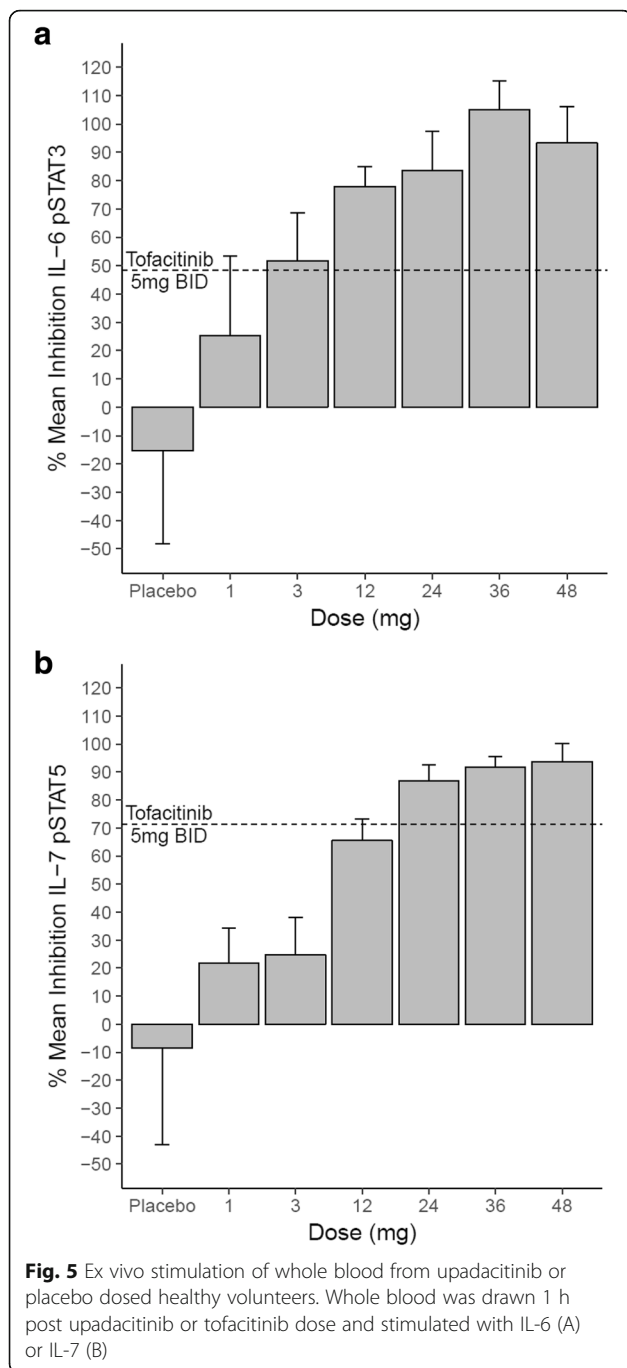 a
% Mean Inhibition IL-6 pSTAT3
120
110
100
90
80
70
60
50
40
30
20
10
0
−10
−20
−30
−40
−50
Tofacitinib
5mg BID
Placebo 1 3 12 24 36 48
Dose (mg)
b
% Mean Inhibition IL−7 pSTAT5
120
110
100
90
80
70
60
50
40
30
20
10
0
−10
−20
−30
−40
−50
Tofacitinib
5mg BID
Placebo 1 3 12 24 36 48
Dose (mg)
Fig. 5 Ex vivo stimulation of whole blood from upadacitinib or
placebo dosed healthy volunteers. Whole blood was drawn 1 h
post upadacitinib or tofacitinib dose and stimulated with IL-6 (A)
or IL-7 (B)